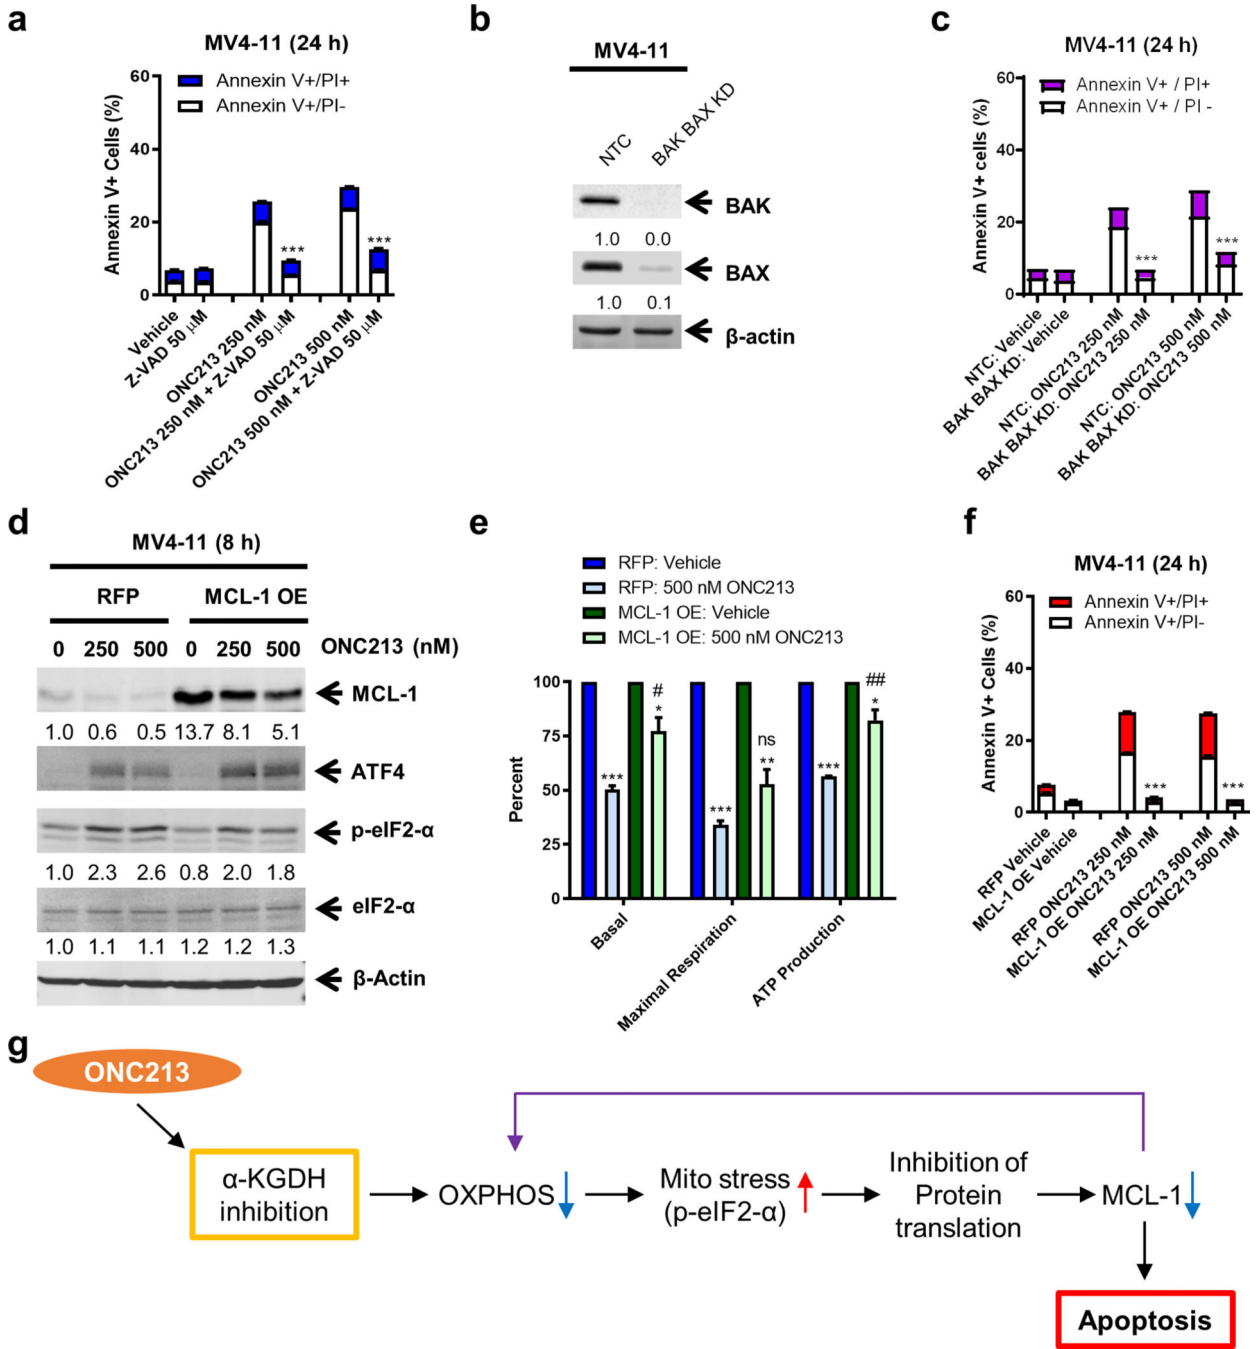 a
MV4-11 (24 h)
Annexin V+/PI+
Annexin V+/PI-
Annexin V+ Cells (%)
60
40
20
0
***
***
Vehicle
Z-VAD 50 µM
ONC213 250 nM
ONC213 250 nM + Z-VAD 50 µM
ONC213 500 nM
ONC213 500 nM + Z-VAD 50 µM
b
MV4-11
NTC
BAK BAX KD
BAK
1.0 0.0
BAX
1.0 0.1
β-actin
c
MV4-11 (24 h)
Annexin V+ / PI+
Annexin V+ / PI -
Annexin V+ cells (%)
60
40
20
0
***
***
NTC: Vehicle
BAK BAX KD: Vehicle
NTC: ONC213 250 nM
BAK BAX KD: ONC213 250 nM
NTC: ONC213 500 nM
BAK BAX KD: ONC213 500 nM
d
MV4-11 (8 h)
RFP MCL-1 OE
0 250 500 0 250 500 ONC213 (nM)
MCL-1
1.0 0.6 0.5 13.7 8.1 5.1
ATF4
p-eIF2-α
1.0 2.3 2.6 0.8 2.0 1.8
eIF2-α
1.0 1.1 1.1 1.2 1.2 1.3
β-Actin
e
RFP: Vehicle
RFP: 500 nM ONC213
MCL-1 OE: Vehicle
MCL-1 OE: 500 nM ONC213
Percent
100
75
50
25
0
***
#
*
***
ns
**
***
##
*
Basal
Maximal Respiration
ATP Production
f
MV4-11 (24 h)
Annexin V+/PI+
Annexin V+/PI-
Annexin V+ Cells (%)
60
40
20
0
***
***
RFP Vehicle
MCL-1 OE Vehicle
RFP ONC213 250 nM
MCL-1 OE ONC213 250 nM
RFP ONC213 500 nM
MCL-1 OE ONC213 500 nM
g
ONC213
α-KGDH
inhibition
OXPHOS
Mito stress
(p-eIF2-α)
Inhibition of
Protein
translation
MCL-1
Apoptosis